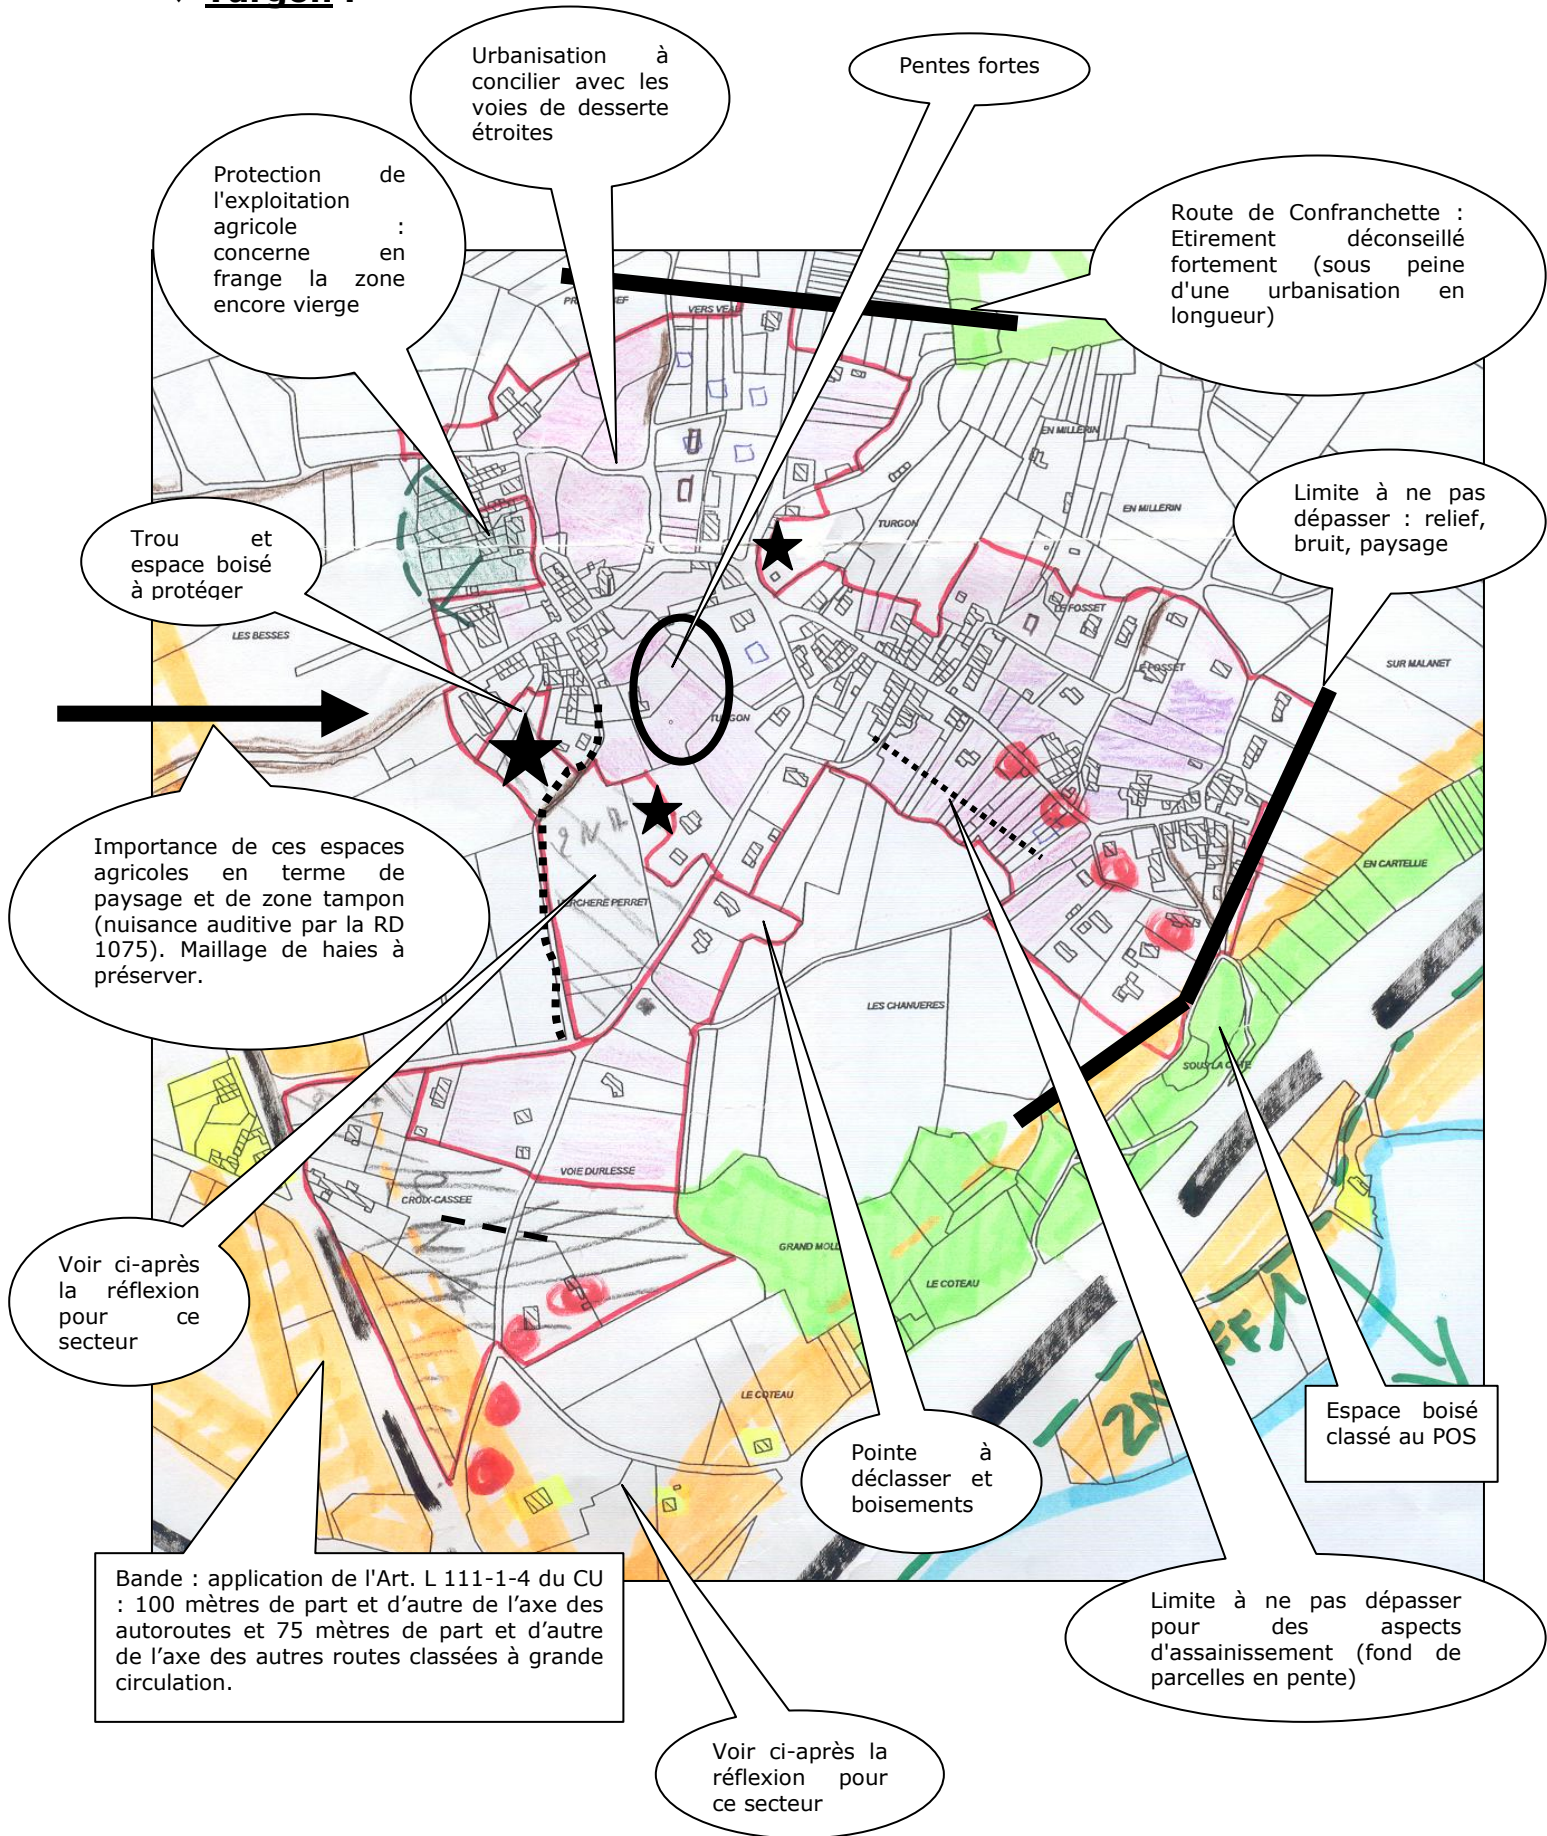 Turgon :
Urbanisation à
concilier avec les
voies de desserte
étroites
Pentes fortes
Protection de
l'exploitation
agricole :
concerne en
frange la zone
encore vierge
Route de Confranchette :
Etirement déconseillé
fortement (sous peine
d'une urbanisation en
longueur)
VERS
EN MILLERIN
EN MILLERIN
Limite à ne pas
dépasser : relief,
bruit, paysage
TURGON
Trou et
espace boisé
à protéger
LES BESSES
LE FOSSET
LE FOSSET
SUR MALANET
TURGON
Importance de ces espaces
agricoles en terme de
paysage et de zone tampon
(nuisance auditive par la RD
1075). Maillage de haies à
préserver.
2 NA
VERCHERE PERRET
EN CARTELLIE
LES CHANUERES
SOUS LA COTE
VOIE DURLESSE
CROIX-CASSEE
GRAND
LE COTEAU
Voir ci-après
la réflexion
pour ce
secteur
LE COTEAU
Pointe à
déclasser et
boisements
Espace boisé
classé au POS
Bande : application de l'Art. L 111-1-4 du CU
: 100 mètres de part et d’autre de l’axe des
autoroutes et 75 mètres de part et d’autre
de l’axe des autres routes classées à grande
circulation.
Limite à ne pas dépasser
pour des aspects
d'assainissement (fond de
parcelles en pente)
Voir ci-après la
réflexion pour
ce secteur